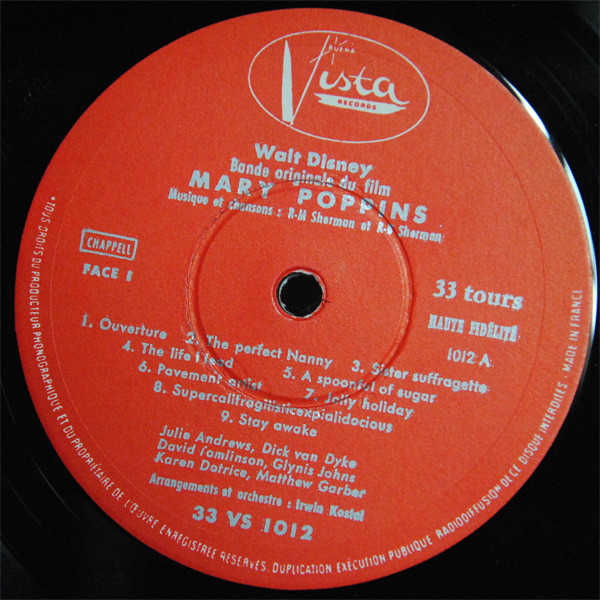 BUENA
Vista
RECORDS
Walt Disney
Bande originale du film
MARY POPPINS
Musique et chansons : R-M Sherman et R-B Sherman
CHAPPELL
FACE 1
33 tours
HAUTE FIDÉLITÉ
1012 A
1. Ouverture 2. The perfect Nanny 3. Sister suffragette
4. The life I lead 5. A spoonful of sugar
6. Pavement artist 7. Jolly holiday
8. Supercalifragilisticexpialidocious
9. Stay awake
Julie Andrews, Dick van Dyke
David Tomlinson, Glynis Johns
Karen Dotrice, Matthew Garber
Arrangements et orchestre : Irwin Kostal
33 VS 1012
*TOUS DROITS DU PRODUCTEUR PHONOGRAPHIQUE ET DU PROPRIÉTAIRE DE L'ŒUVRE ENREGISTRÉE RÉSERVÉS. DUPLICATION EXÉCUTION PUBLIQUE RADIODIFFUSION DE CE DISQUE INTERDITES. MADE IN FRANCE